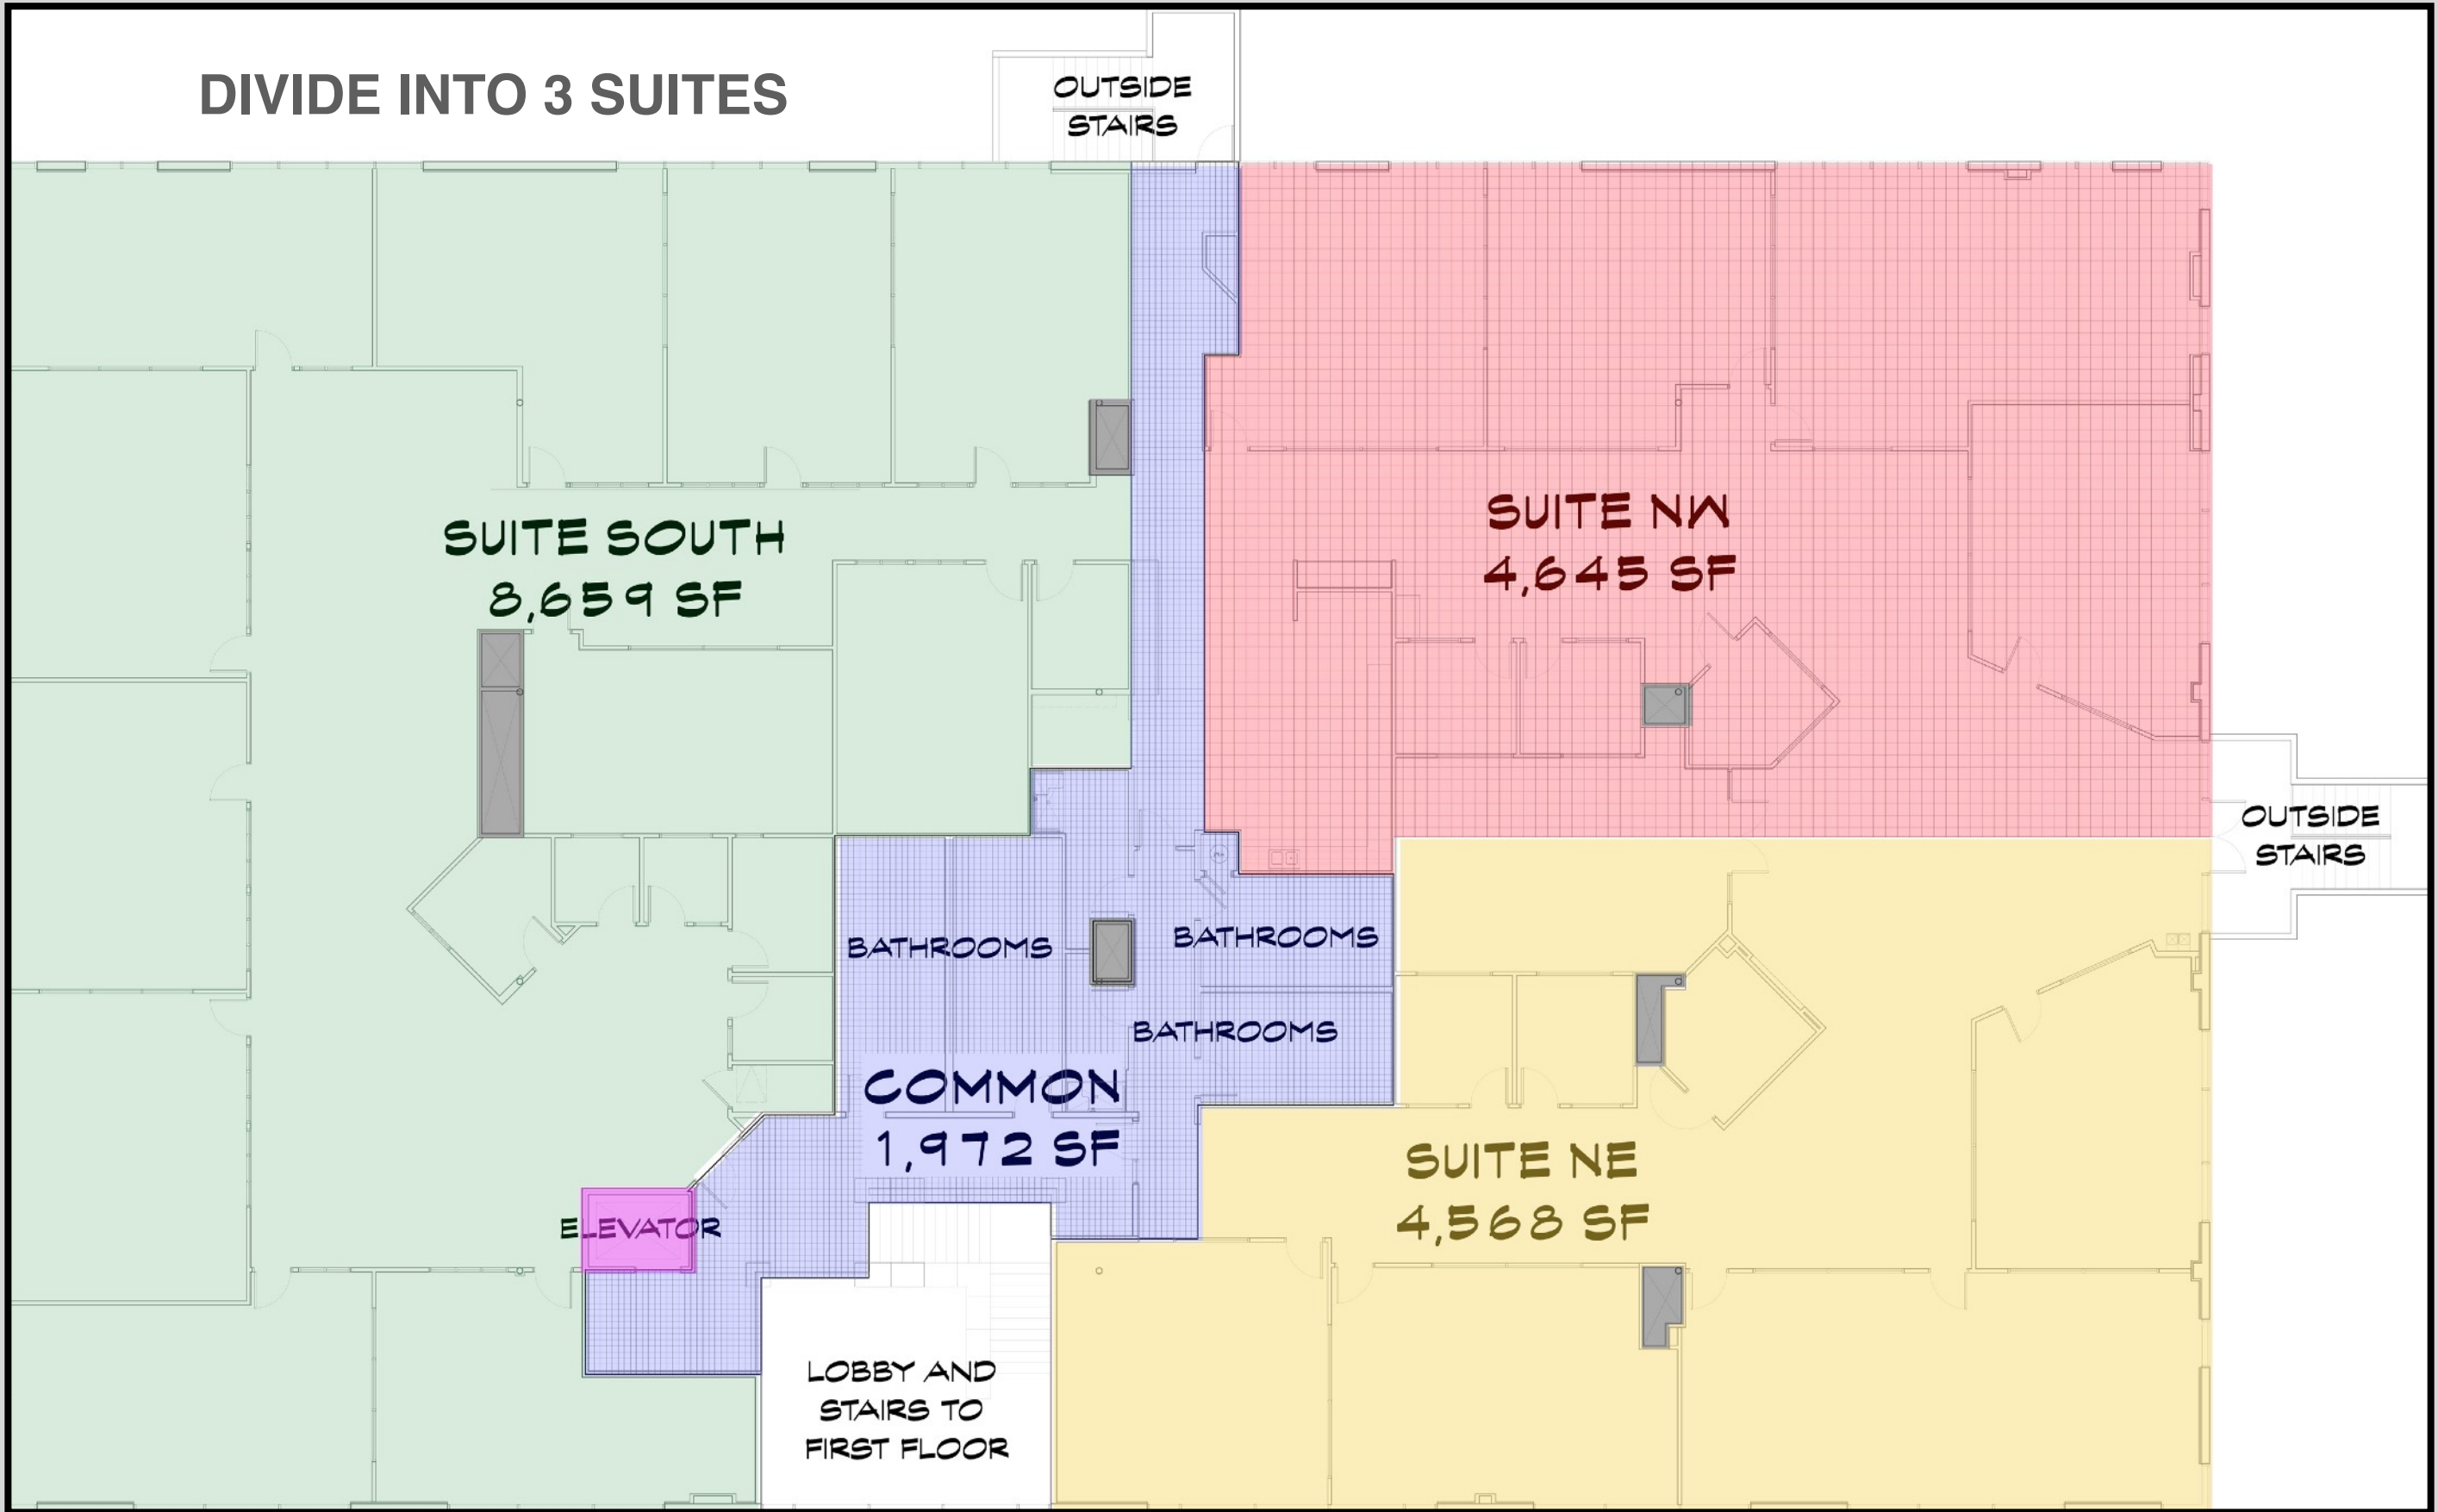 DIVIDE INTO 3 SUITES
OUTSIDE
STAIRS
SUITE SOUTH
8,659 SF
SUITE NW
4,645 SF
OUTSIDE
STAIRS
BATHROOMS
BATHROOMS
BATHROOMS
COMMON
1,972 SF
SUITE NE
4,568 SF
ELEVATOR
LOBBY AND
STAIRS TO
FIRST FLOOR